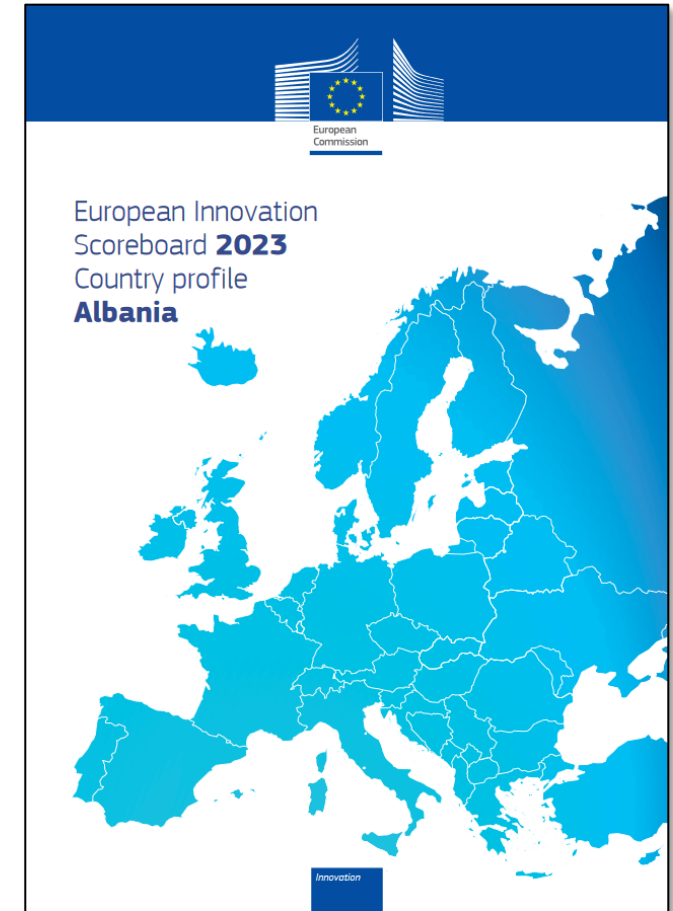 European
Commission
European Innovation
Scoreboard 2023
Country profile
Albania
Innovation